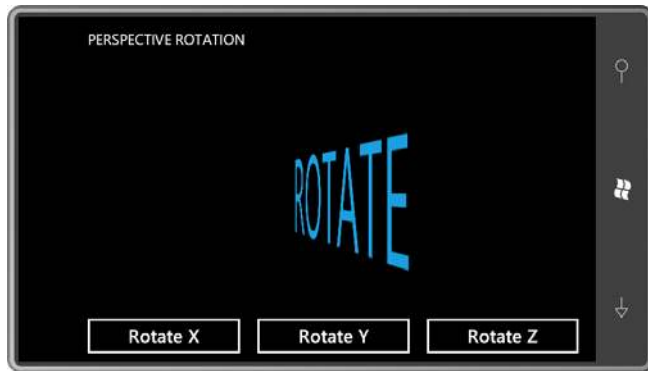 PERSPECTIVE ROTATION
ROTATE
Rotate X
Rotate Y
Rotate Z